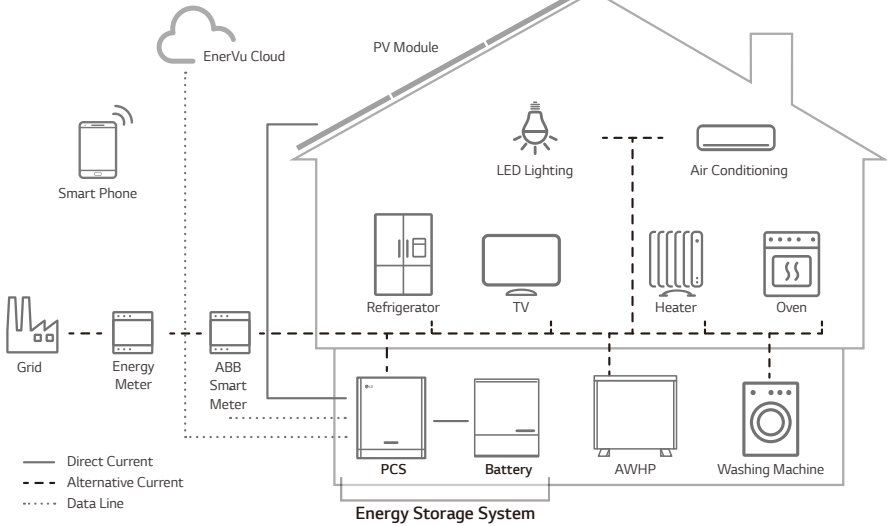 EnerVu Cloud
PV Module
Smart Phone
LED Lighting
Air Conditioning
Refrigerator
TV
Heater
Oven
Grid
Energy
Meter
ABB
Smart
Meter
PCS
Battery
AWHP
Washing Machine
Direct Current
Alternative Current
Data Line
Energy Storage System